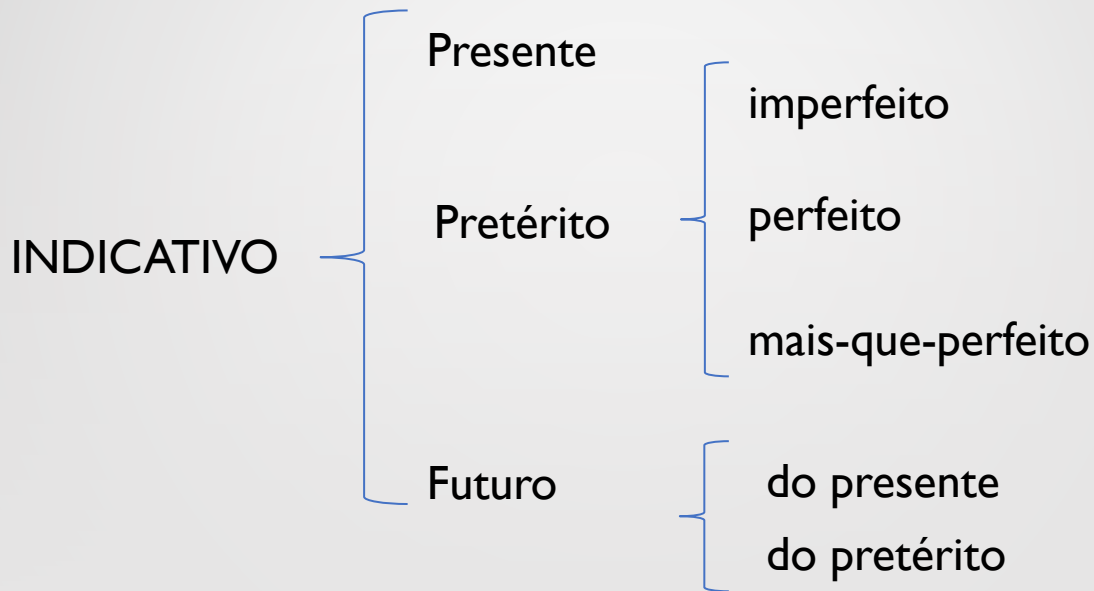 Presente
imperfeito
Pretérito
perfeito
INDICATIVO
mais-que-perfeito
Futuro
do presente
do pretérito